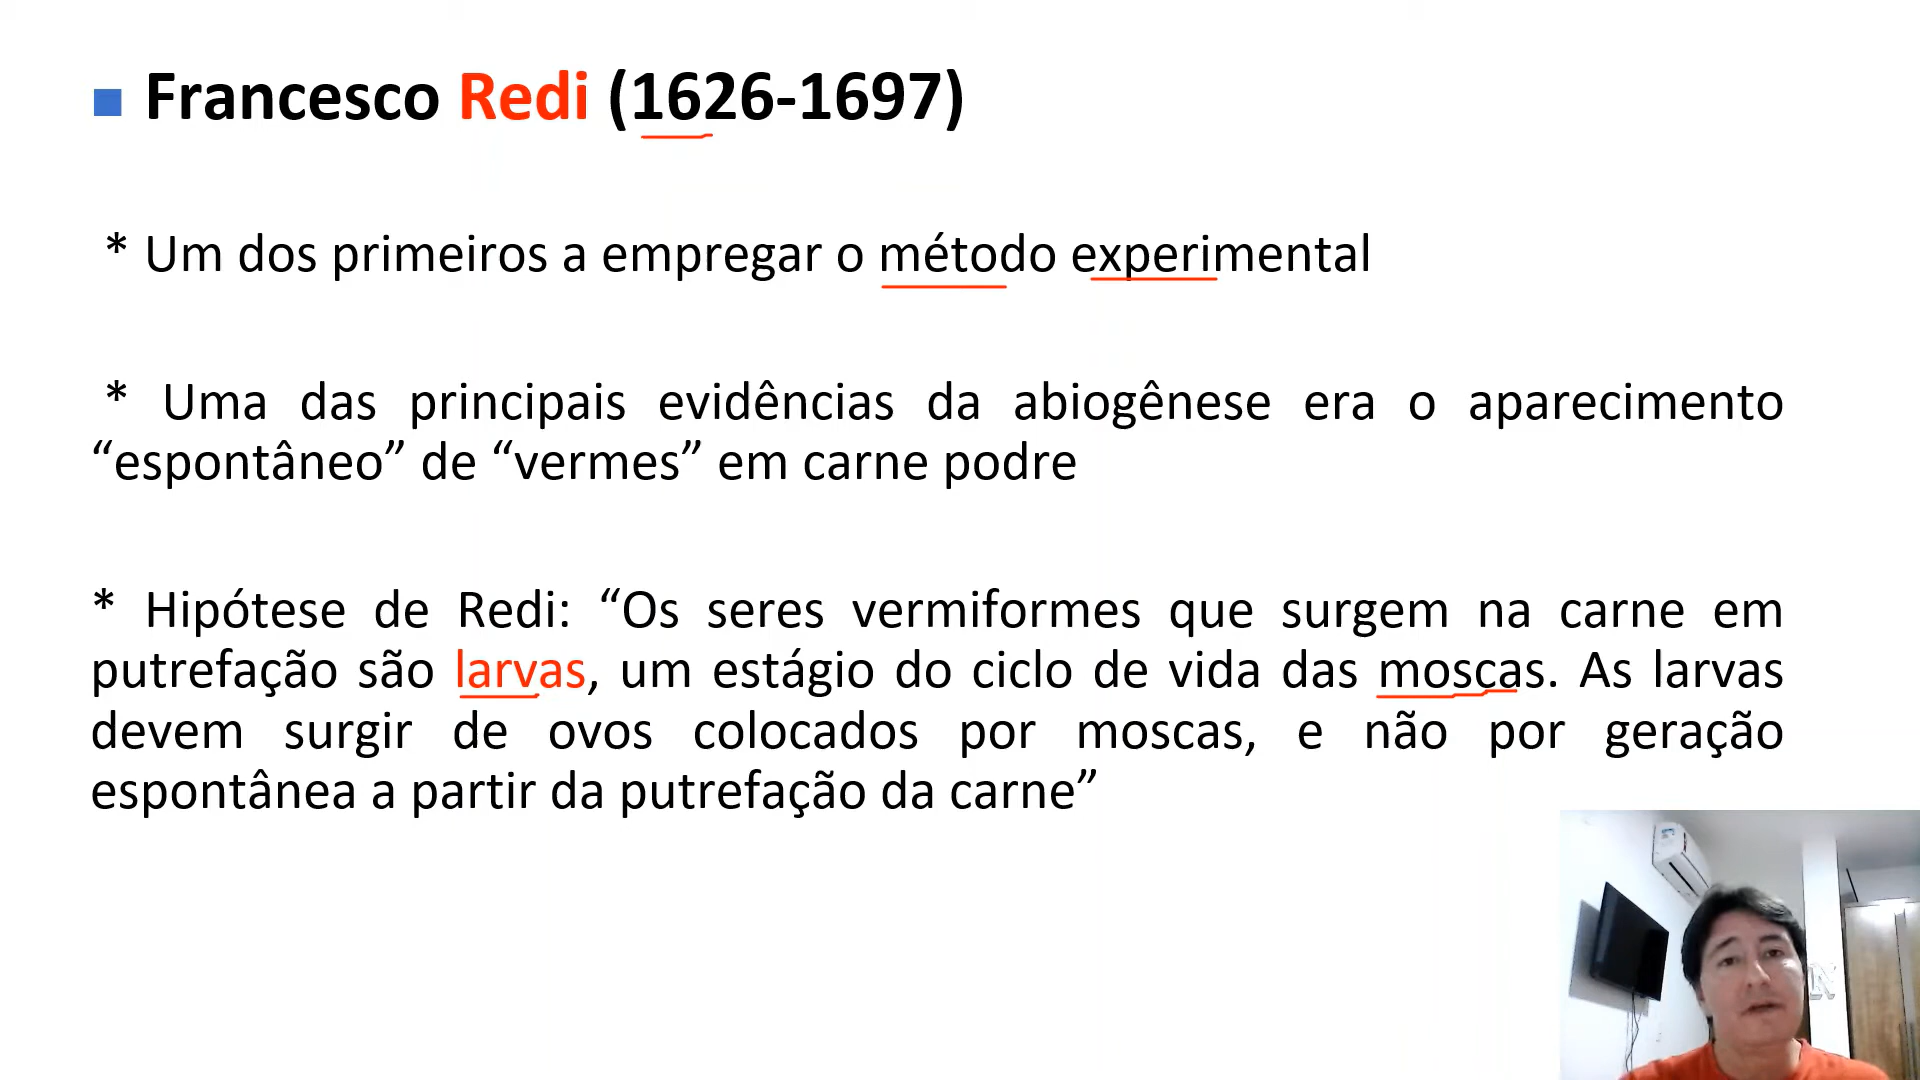 Francesco Redi (1626-1697)
* Um dos primeiros a empregar o método experimental
* Uma das principais evidências da abiogênese era o aparecimento
“espontâneo” de “vermes” em carne podre
* Hipótese de Redi: “Os seres vermiformes que surgem na carne em
putrefação são larvas, um estágio do ciclo de vida das moscas. As larvas
devem surgir de ovos colocados por moscas, e não por geração
espontânea a partir da putrefação da carne”